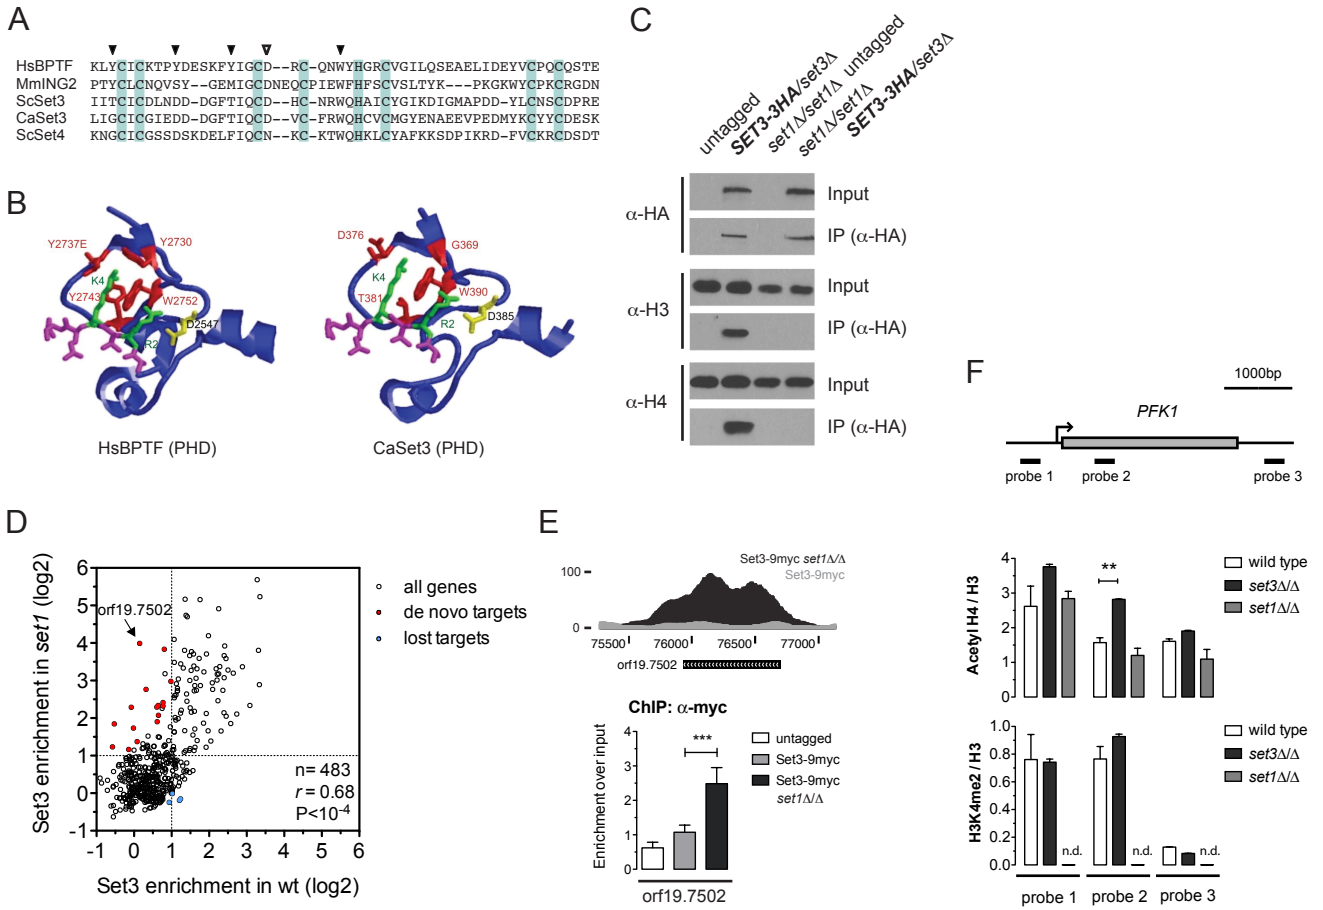 A
HsBPTF KLYCICKTPYDESKFYIGCD--RC-QNWYHGRCVGILQSEAELIDEYVCPQCQSTE
MmING2 PTYCLCNQVSY--GEMIGCDNEQCPIEWFHFSCVSLTYK---PKGKWYCPKCRGDN
ScSet3 IITCICDLNDD-DGFTIQCD--HC-NRWQHAICYGIKDIGMAPDD-YLCNSCDPRE
CaSet3 LIGCICGIEDD-DGFTIQCD--VC-FRWQHCVCMGYENAEEVPEDMYKCYYCDESK
ScSet4 KNGCICGSSDSKDELFIQCN--KC-KTWQHKLCYAFKKSDPIKRD-FVCKRCDSDT
B
Y2737E
Y2730
K4
Y2743
W2752
D2547
R2
HsBPTF (PHD)
D376
G369
K4
T381
W390
D385
R2
CaSet3 (PHD)
C
untagged
SET3-3HA/set3Δ
set1Δ/set1Δ untagged
set1Δ/set1Δ
SET3-3HA/set3Δ
α-HA
Input
IP (α-HA)
α-H3
Input
IP (α-HA)
α-H4
Input
IP (α-HA)
D
Set3 enrichment in set1 (log2)
6
5
4
3
2
1
0
-1
-1 0 1 2 3 4 5 6
Set3 enrichment in wt (log2)
orf19.7502
n= 483
r = 0.68
P<10-4
all genes
de novo targets
lost targets
E
Set3-9myc set1Δ/Δ
Set3-9myc
100
0
75500 76000 76500 77000
orf19.7502
ChIP: α-myc
Enrichment over input
4
3
2
1
0
***
untagged
Set3-9myc
Set3-9myc
set1Δ/Δ
orf19.7502
F
1000bp
PFK1
probe 1
probe 2
probe 3
Acetyl H4 / H3
4
3
2
1
0
**
wild type
set3Δ/Δ
set1Δ/Δ
H3K4me2 / H3
1.0
0.8
0.6
0.4
0.2
0.0
n.d.
n.d.
n.d.
wild type
set3Δ/Δ
set1Δ/Δ
probe 1 probe 2 probe 3